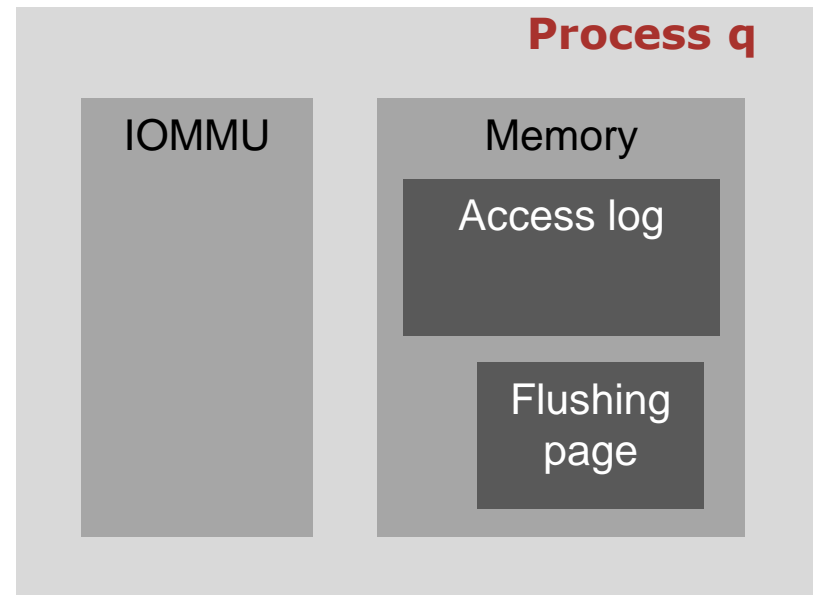 Process q
IOMMU
Memory
Access log
Flushing
page